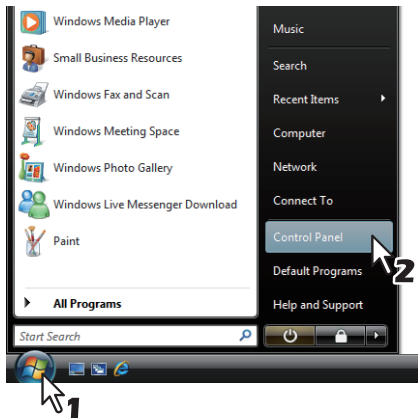 Windows Media Player
Small Business Resources
Windows Fax and Scan
Windows Meeting Space
Windows Photo Gallery
Windows Live Messenger Download
Paint
All Programs
Start Search
Music
Search
Recent Items
Computer
Network
Connect To
Control Panel
Default Programs
Help and Support
2
1